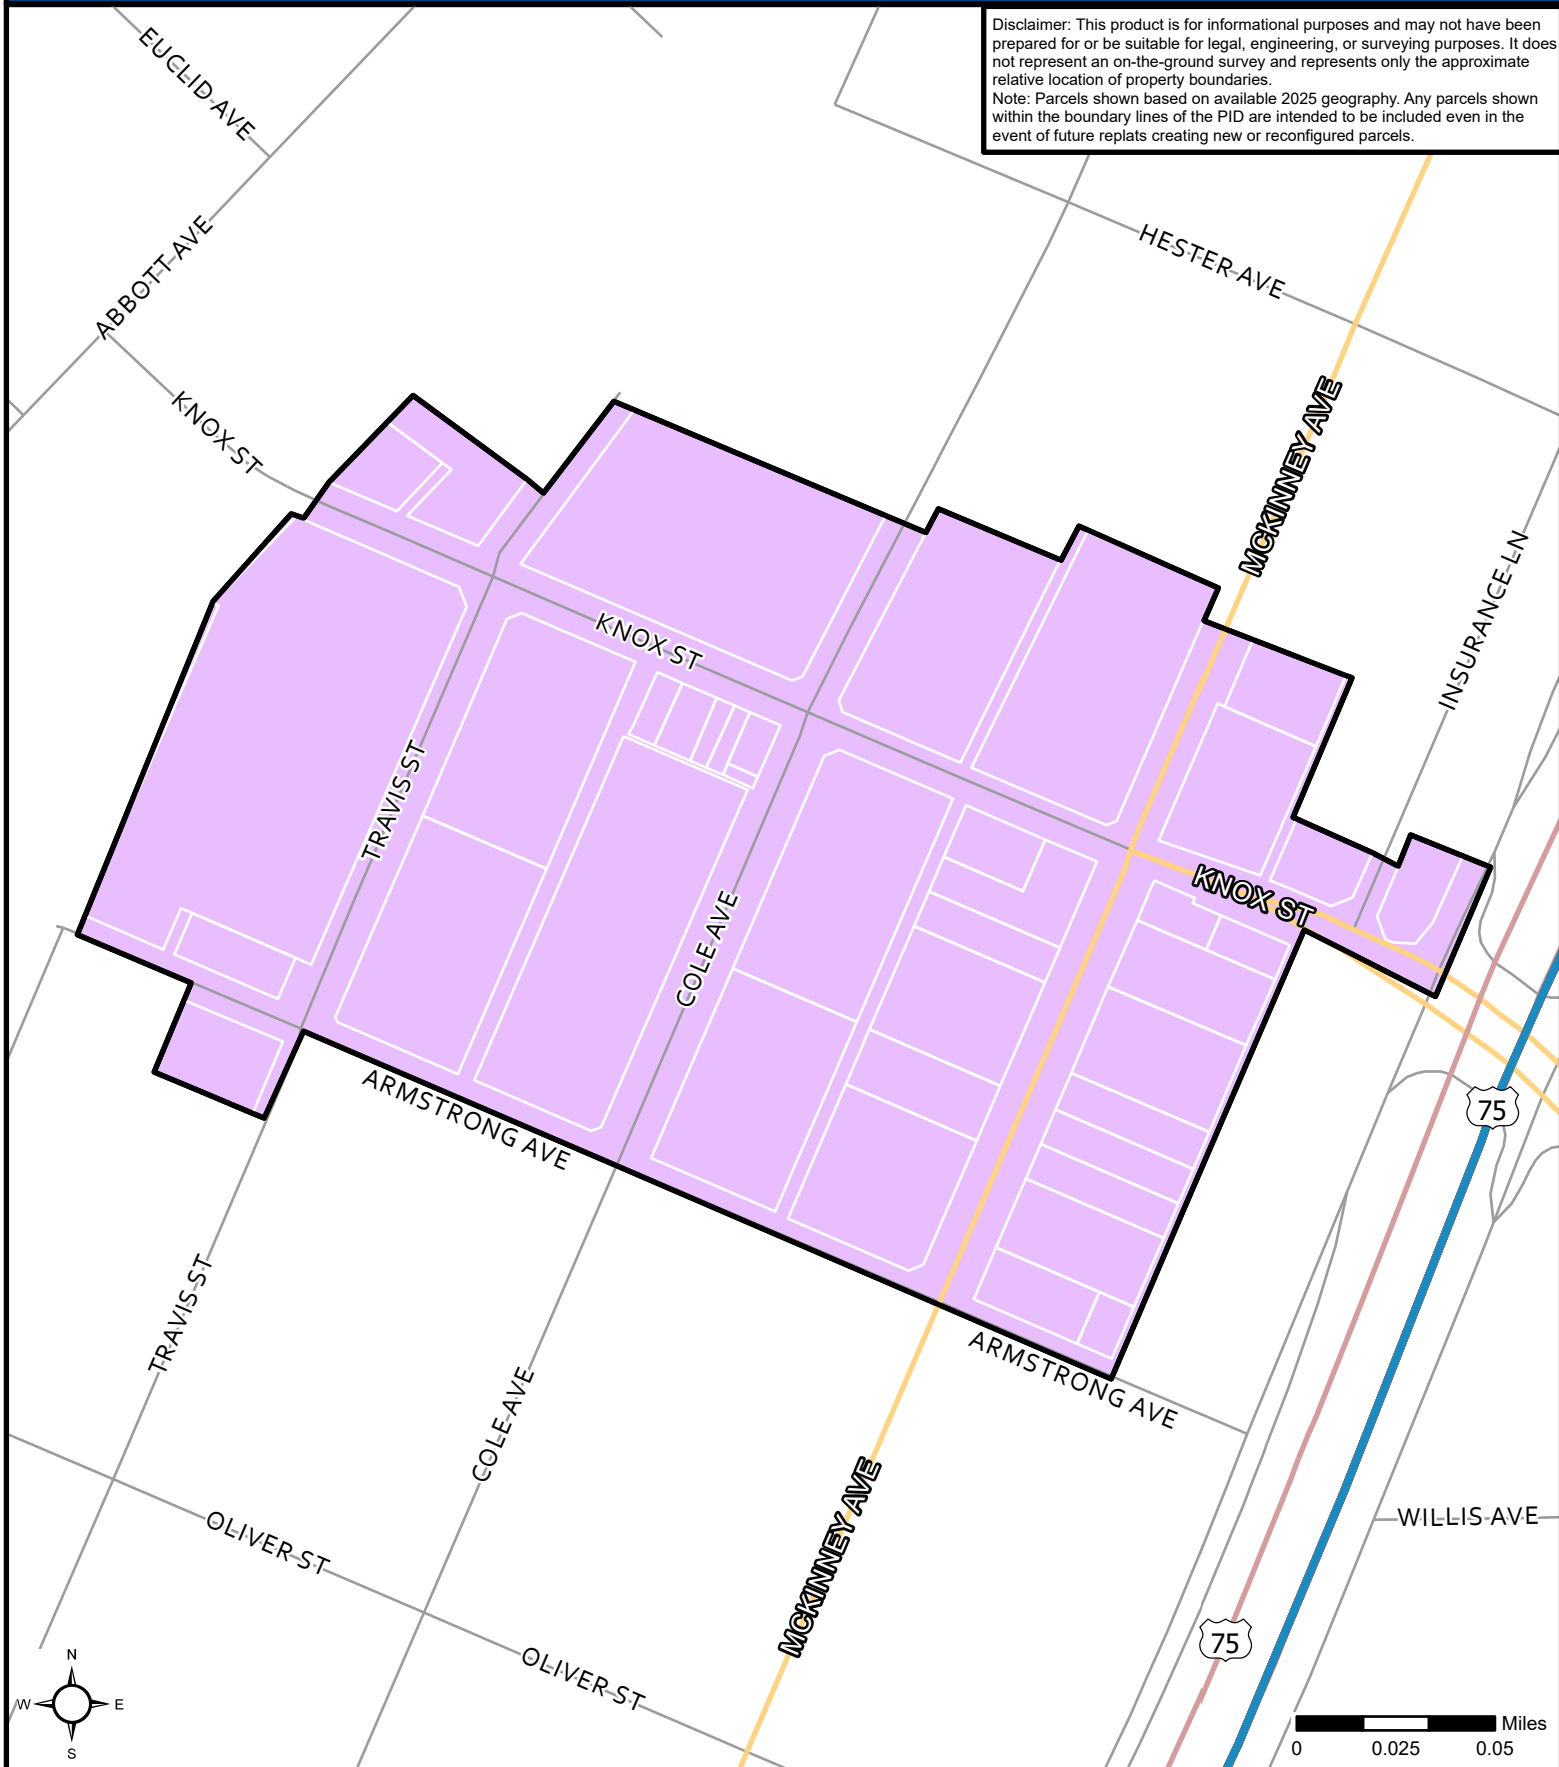 Disclaimer: This product is for informational purposes and may not have been
prepared for or be suitable for legal, engineering, or surveying purposes. It does
not represent an on-the-ground survey and represents only the approximate
relative location of property boundaries.
Note: Parcels shown based on available 2025 geography. Any parcels shown
within the boundary lines of the PID are intended to be included even in the
event of future replats creating new or reconfigured parcels.
EUCLID AVE
ABBOTT AVE
HESTER AVE
KNOX ST
MCKINNEY AVE
INSURANCE LN
KNOX ST
TRAVIS ST
KNOX ST
COLE AVE
75
ARMSTRONG AVE
TRAVIS ST
ARMSTRONG AVE
COLE AVE
MCKINNEY AVE
WILLIS AVE
OLIVER ST
75
OLIVER ST
N
W
E
S
Miles
0
0.025
0.05